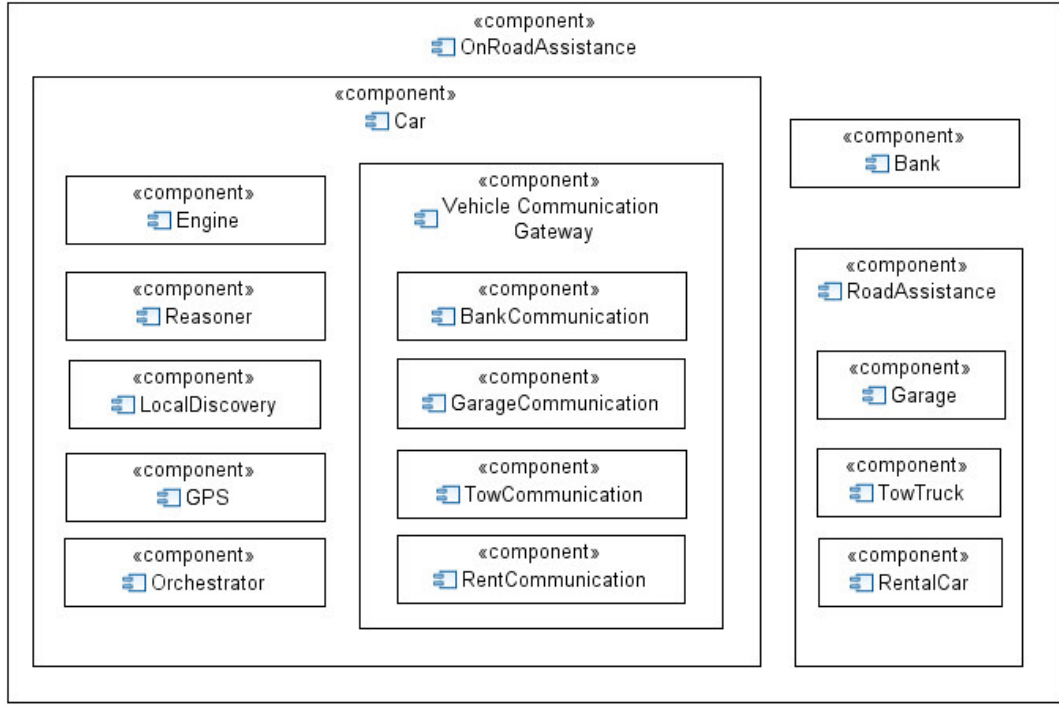 «component»
OnRoadAssistance
«component»
Car
«component»
Engine
«component»
Reasoner
«component»
LocalDiscovery
«component»
GPS
«component»
Orchestrator
«component»
Vehicle Communication
Gateway
«component»
BankCommunication
«component»
GarageCommunication
«component»
TowCommunication
«component»
RentCommunication
«component»
Bank
«component»
RoadAssistance
«component»
Garage
«component»
TowTruck
«component»
RentalCar